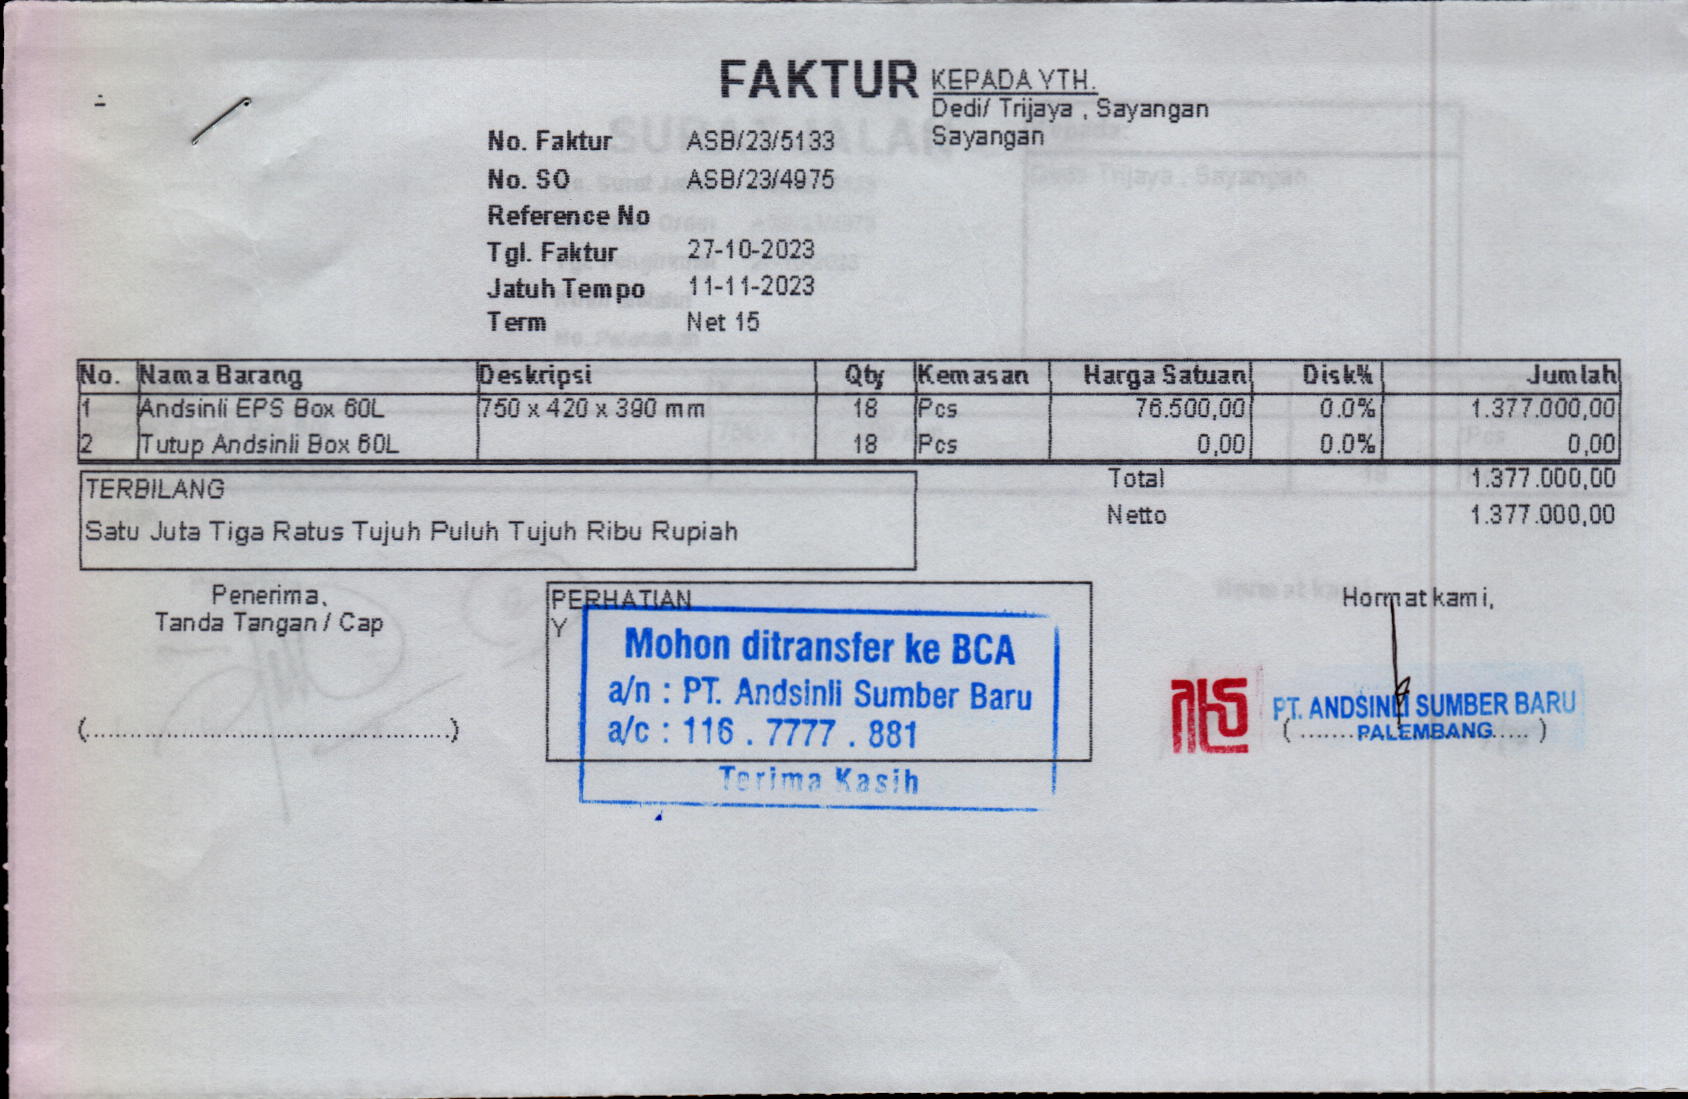 FAKTUR
KEPADA YTH.
Dedi/ Trijaya , Sayangan
Sayangan
No. Faktur ASB/23/5133
No. SO ASB/23/4975
Reference No
Tgl. Faktur 27-10-2023
Jatuh Tempo 11-11-2023
Term Net 15
No. Nama Barang Deskripsi Qty Kemasan Harga Satuan Disk% Jumlah
1 Andsinli EPS Box 60L 750 x 420 x 390 mm 18 Pcs 76.500,00 0.0% 1.377.000,00
2 Tutup Andsinli Box 60L 18 Pcs 0,00 0.0% 0,00
Total 1.377.000,00
Netto 1.377.000,00
TERBILANG
Satu Juta Tiga Ratus Tujuh Puluh Tujuh Ribu Rupiah
Penerima,
Tanda Tangan / Cap
(..................................................)
PERHATIAN
Y
Mohon ditransfer ke BCA
a/n : PT. Andsinli Sumber Baru
a/c : 116 . 7777 . 881
Terima Kasih
Hormat kami,
PT. ANDSINLI SUMBER BARU
(.......PALEMBANG.....)